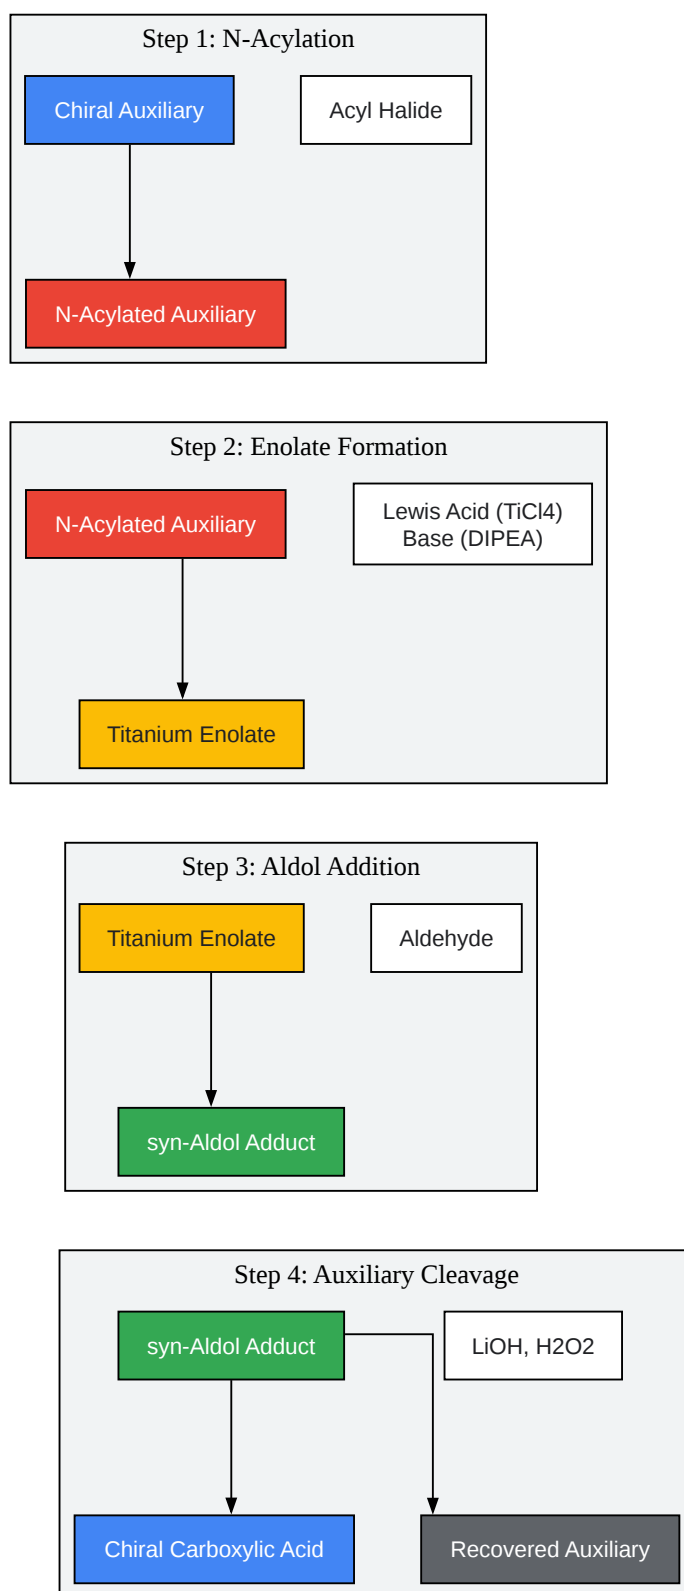 Step 1: N-Acylation
Chiral Auxiliary
Acyl Halide
N-Acylated Auxiliary
Step 2: Enolate Formation
N-Acylated Auxiliary
Lewis Acid (TiCl4)
Base (DIPEA)
Titanium Enolate
Step 3: Aldol Addition
Titanium Enolate
Aldehyde
syn-Aldol Adduct
Step 4: Auxiliary Cleavage
syn-Aldol Adduct
LiOH, H2O2
Chiral Carboxylic Acid
Recovered Auxiliary